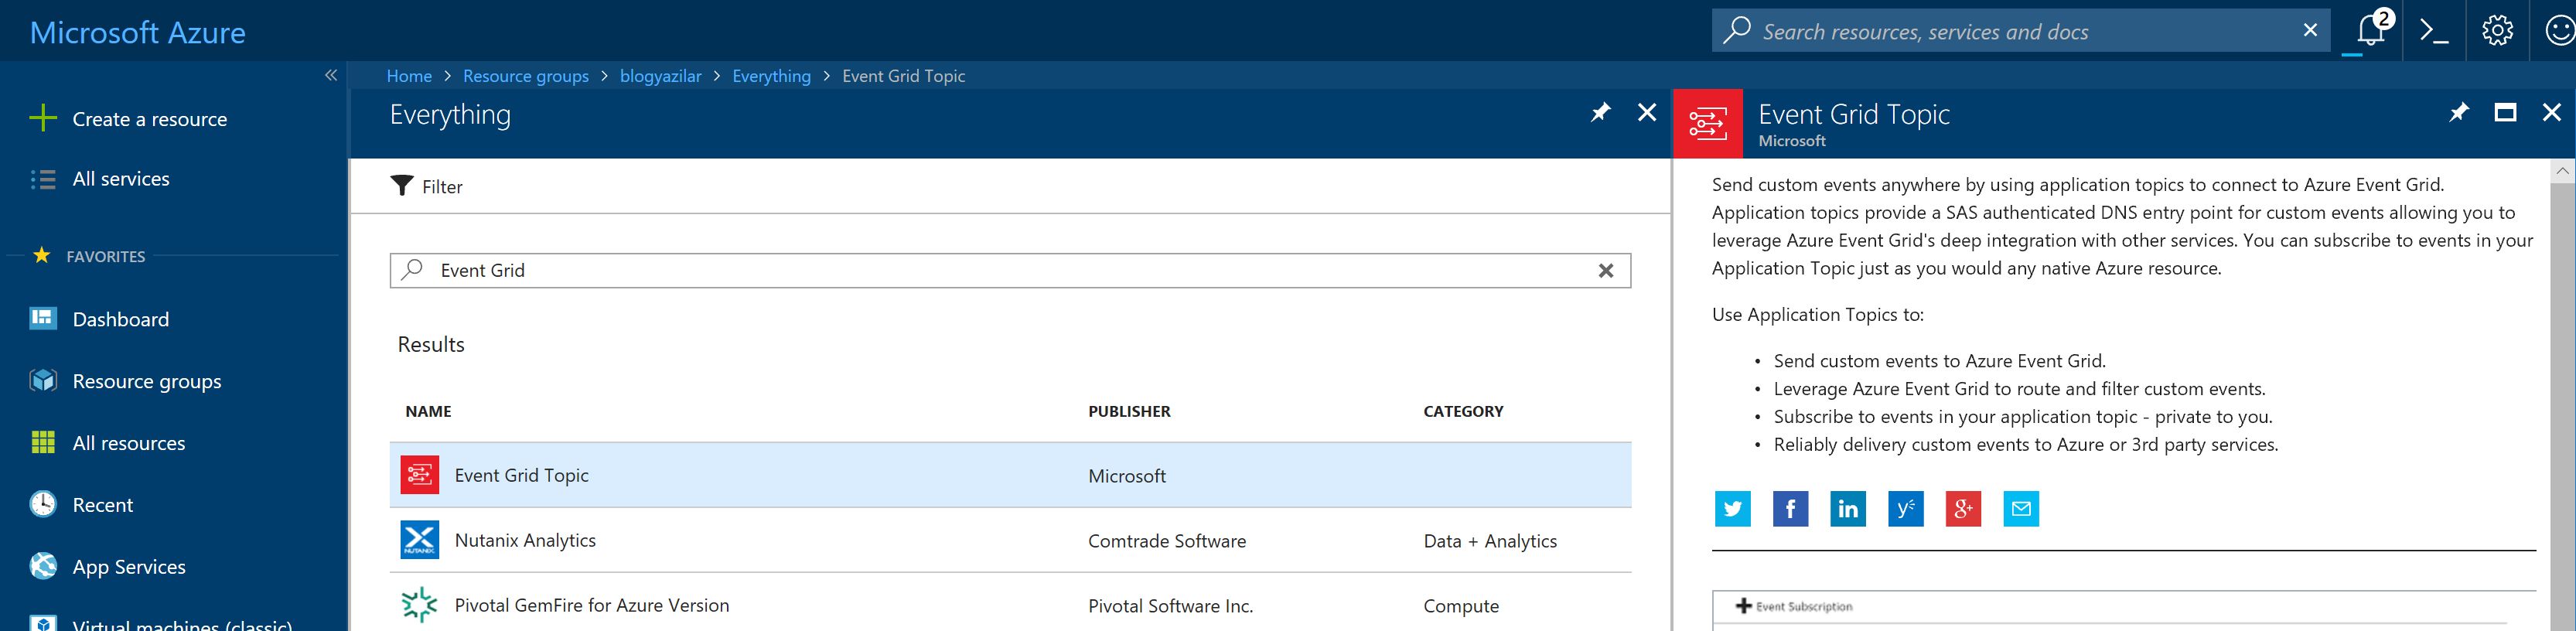 Microsoft Azure
Search resources, services and docs
2
Home > Resource groups > blogyazilar > Everything > Event Grid Topic
Create a resource
All services
FAVORITES
Dashboard
Resource groups
All resources
Recent
App Services
Virtual machines (classic)
Everything
Filter
Event Grid
Results
NAME PUBLISHER CATEGORY
Event Grid Topic Microsoft
NUTANIX
Nutanix Analytics Comtrade Software Data + Analytics
Pivotal GemFire for Azure Version Pivotal Software Inc. Compute
Event Grid Topic
Microsoft
Send custom events anywhere by using application topics to connect to Azure Event Grid.
Application topics provide a SAS authenticated DNS entry point for custom events allowing you to
leverage Azure Event Grid's deep integration with other services. You can subscribe to events in your
Application Topic just as you would any native Azure resource.
Use Application Topics to:
• Send custom events to Azure Event Grid.
• Leverage Azure Event Grid to route and filter custom events.
• Subscribe to events in your application topic - private to you.
• Reliably delivery custom events to Azure or 3rd party services.
f in y g+
Event Subscription